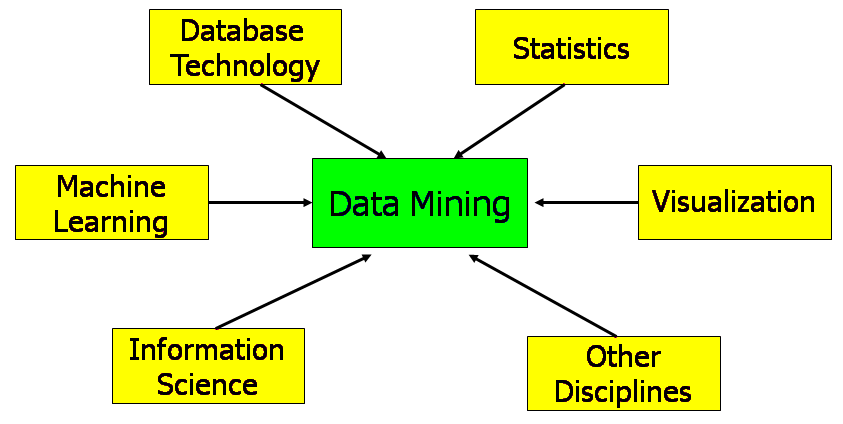 Database
Technology
Statistics
Machine
Learning
Data Mining
Visualization
Information
Science
Other
Disciplines